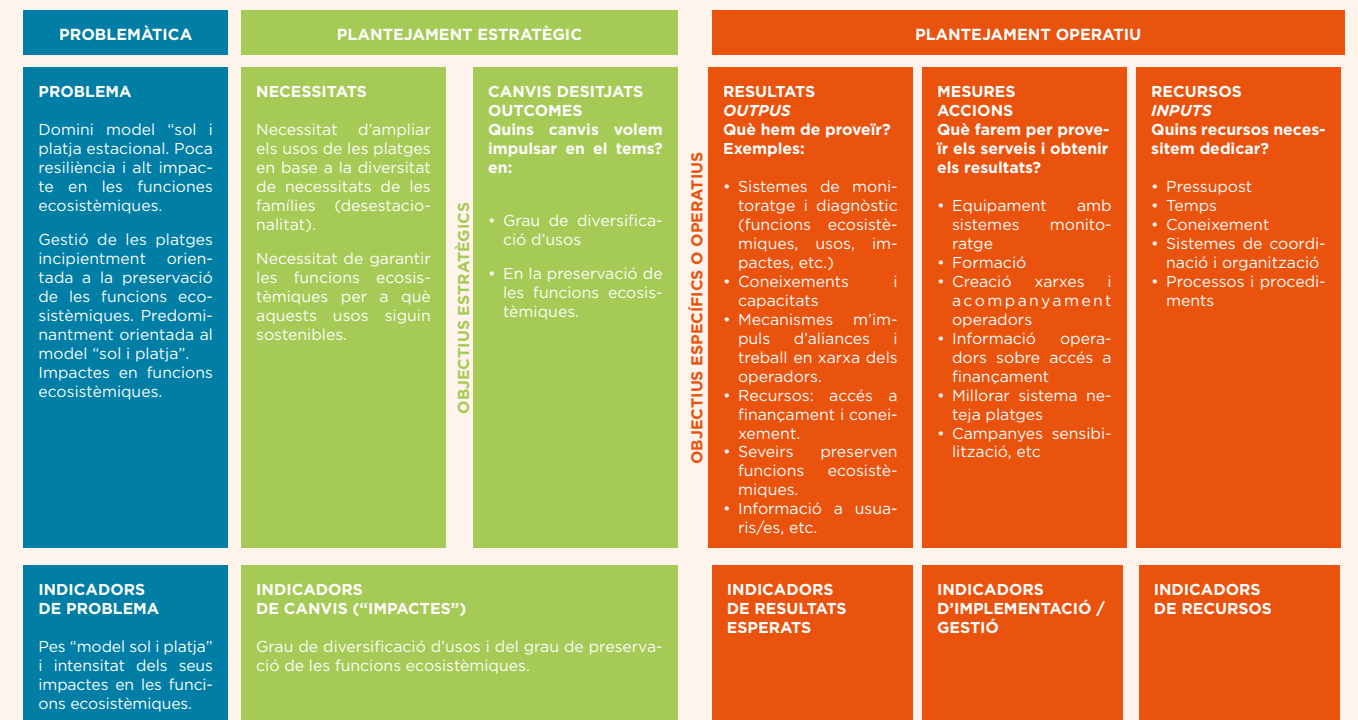 PROBLEMÀTICA
PLANTEJAMENT ESTRATÈGIC
PLANTEJAMENT OPERATIU
PROBLEMA
Domini model “sol i
platja estacional. Poca
resiliència i alt impac-
te en les funciones
ecosistèmiques.
Gestió de les platges
incipientment orien-
tada a la preservació
de les funcions eco-
sistèmiques. Predomi-
nantment orientada al
model “sol i platja”.
Impactes en funcions
ecosistèmiques.
NECESSITATS
Necessitat d’ampliar
els usos de les platges
en base a la diversitat
de necessitats de les
famílies (desestacio-
nalitat).
Necessitat de garantir
les funcions ecosis-
tèmiques per a què
aquests usos siguin
sostenibles.
OBJECTIUS ESTRATÈGICS
CANVIS DESITJATS
OUTCOMES
Quins canvis volem
impulsar en el tems?
en:
• Grau de diversifica-
ció d’usos
• En la preservació de
les funcions ecosis-
tèmiques.
OBJECTIUS ESPECÍFICS O OPERATIUS
RESULTATS
OUTPUS
Què hem de proveïr?
Exemples:
• Sistemes de moni-
toratge i diagnòstic
(funcions ecosistè-
miques, usos, im-
pactes, etc.)
• Coneixements i
capacitats
• Mecanismes m’im-
puls d’aliances i
treball en xarxa dels
operadors.
• Recursos: accés a
finançament i conei-
xement.
• Seveirs preserven
funcions ecosistè-
miques.
• Informació a usua-
ris/es, etc.
MESURES
ACCIONS
Què farem per prove-
ïr els serveis i obtenir
els resultats?
• Equipament amb
sistemes monito-
ratge
• Formació
• Creació xarxes i
acompanyament
operadors
• Informació opera-
dors sobre accés a
finançament
• Millorar sistema ne-
teja platges
• Campanyes sensibi-
lització, etc
RECURSOS
INPUTS
Quins recursos neces-
sitem dedicar?
• Pressupost
• Temps
• Coneixement
• Sistemes de coordi-
nació i organització
• Processos i procedi-
ments
INDICADORS
DE PROBLEMA
Pes “model sol i platja”
i intensitat dels seus
impactes en les funci-
ons ecosistèmiques.
INDICADORS
DE CANVIS (“IMPACTES”)
Grau de diversificació d’usos i del grau de preserva-
ció de les funcions ecosistèmiques.
INDICADORS
DE RESULTATS
ESPERATS
INDICADORS
D’IMPLEMENTACIÓ /
GESTIÓ
INDICADORS
DE RECURSOS